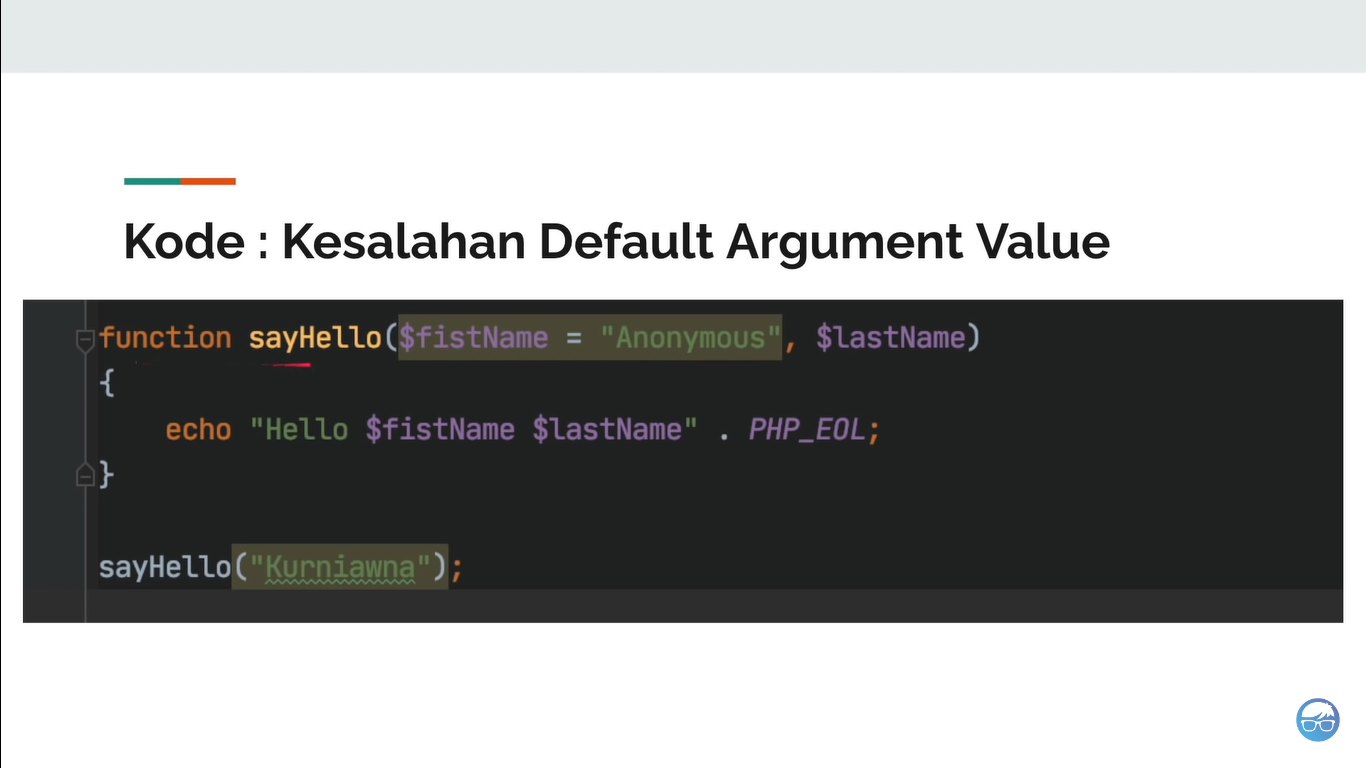 Kode : Kesalahan Default Argument Value
function sayHello($fistName = "Anonymous", $lastName)
{
    echo "Hello $fistName $lastName" . PHP_EOL;
}
sayHello("Kurniawna");